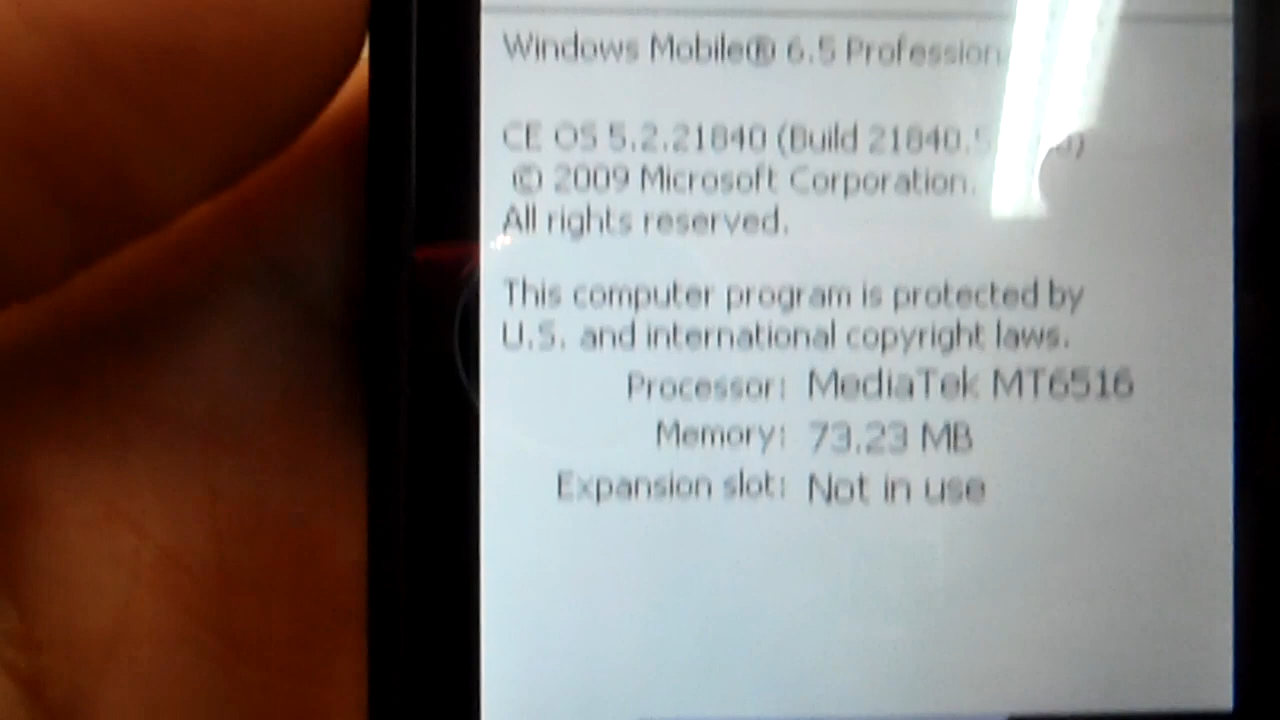 Windows Mobile® 6.5
CE OS 5.2.21840 (Build
© 2009 Microsoft Corporation.
All rights reserved.
This computer program is protected by
U.S. and international copyright laws.
Processor: MediaTek MT6516
Memory: 73.23 MB
Expansion slot: Not in use